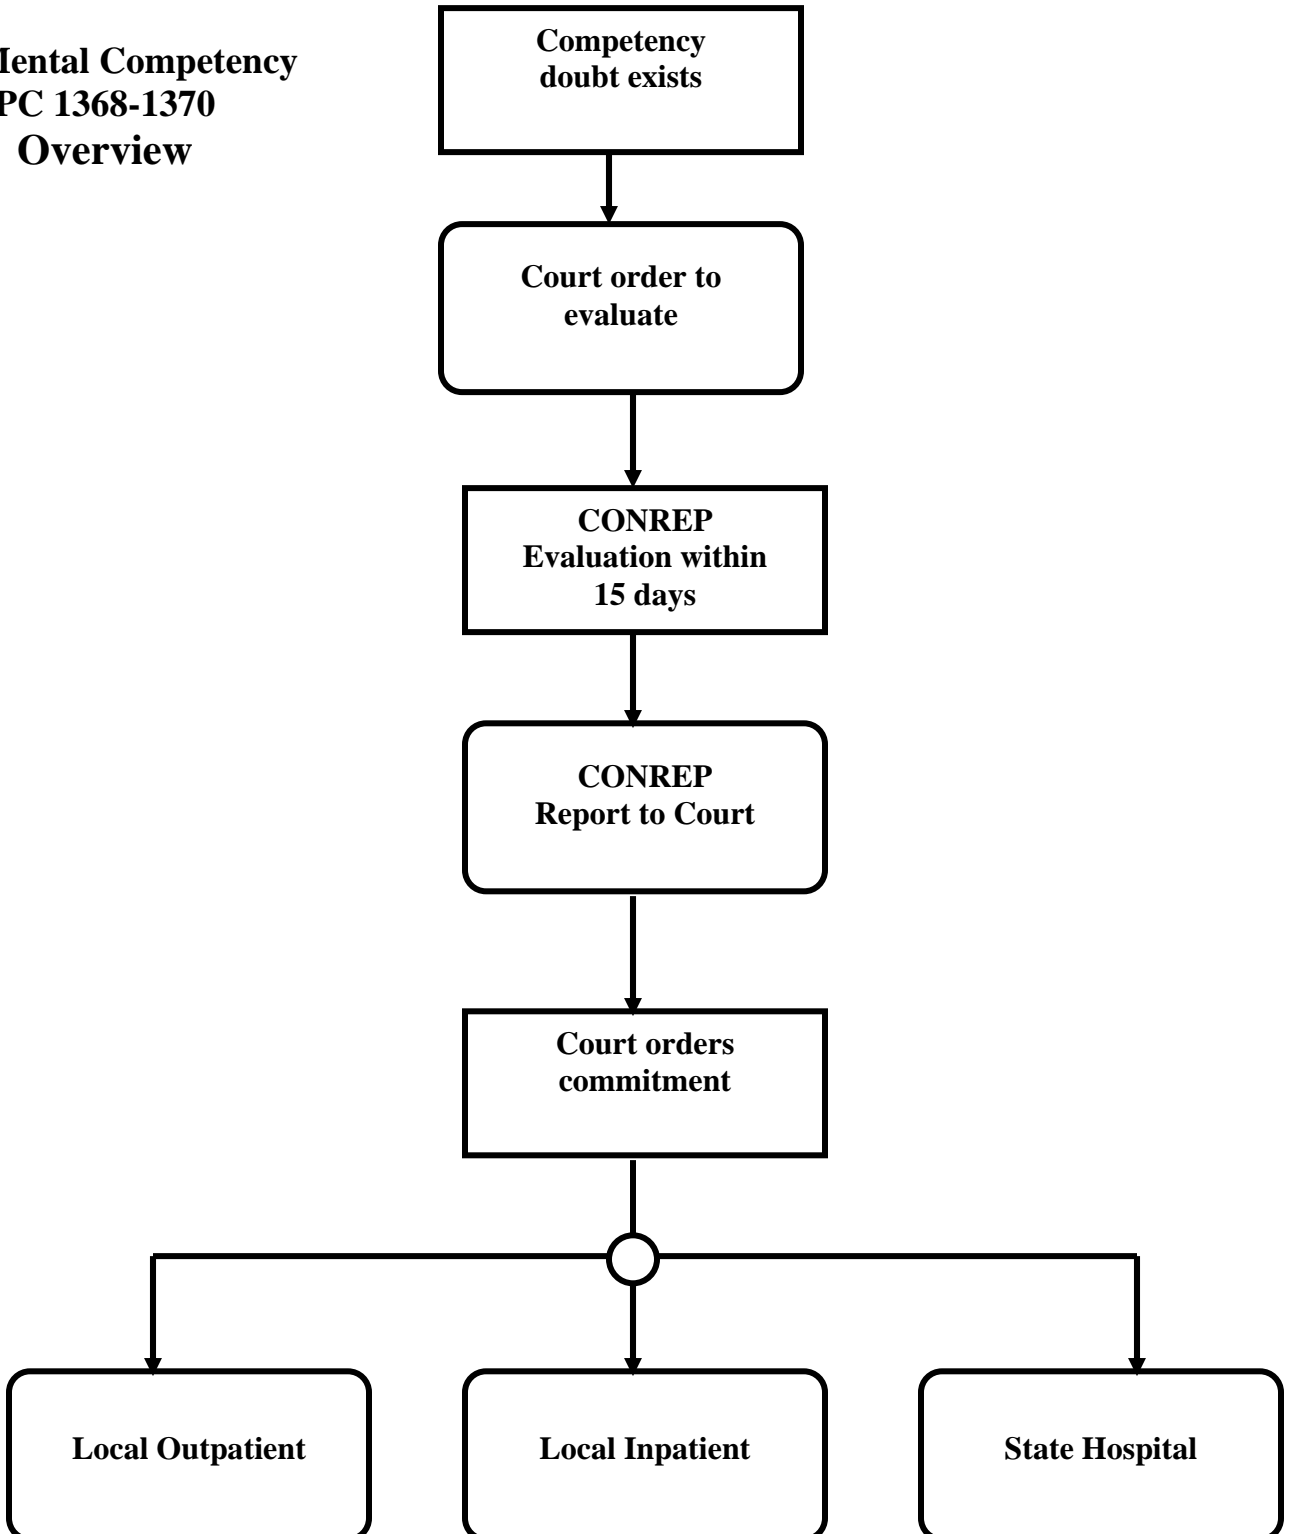 Mental Competency
PC 1368-1370
Overview
Competency
doubt exists
Court order to
evaluate
CONREP
Evaluation within
15 days
CONREP
Report to Court
Court orders
commitment
Local Outpatient
Local Inpatient
State Hospital